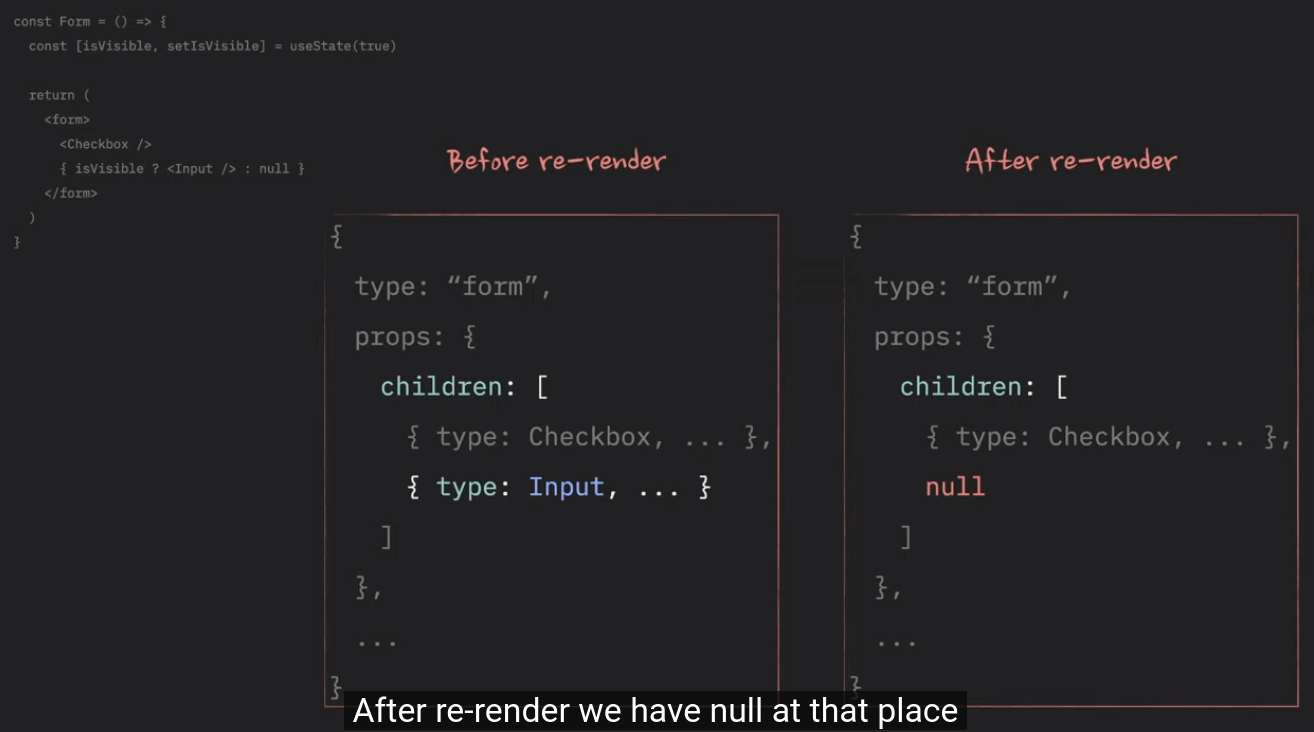 const Form = () => {
const [isVisible, setIsVisible] = useState(true)
return (
<form>
<Checkbox />
{ isVisible ? <Input /> : null }
</form>
)
}
Before re-render
{
type: “form”,
props: {
children: [
{ type: Checkbox, ... },
{ type: Input, ... }
]
},
...
}
After re-render
{
type: “form”,
props: {
children: [
{ type: Checkbox, ... },
null
]
},
...
}
After re-render we have null at that place